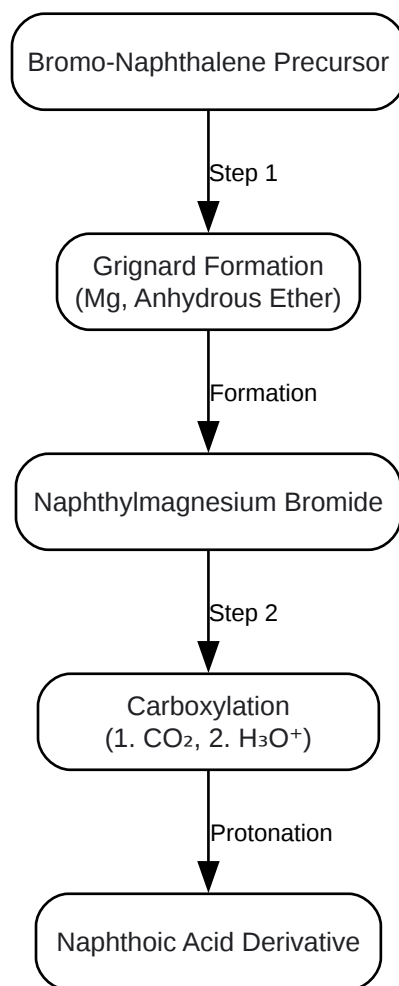 Bromo-Naphthalene Precursor
Step 1
Grignard Formation
(Mg, Anhydrous Ether)
Formation
Naphthylmagnesium Bromide
Step 2
Carboxylation
(1. CO₂, 2. H₃O⁺)
Protonation
Naphthoic Acid Derivative